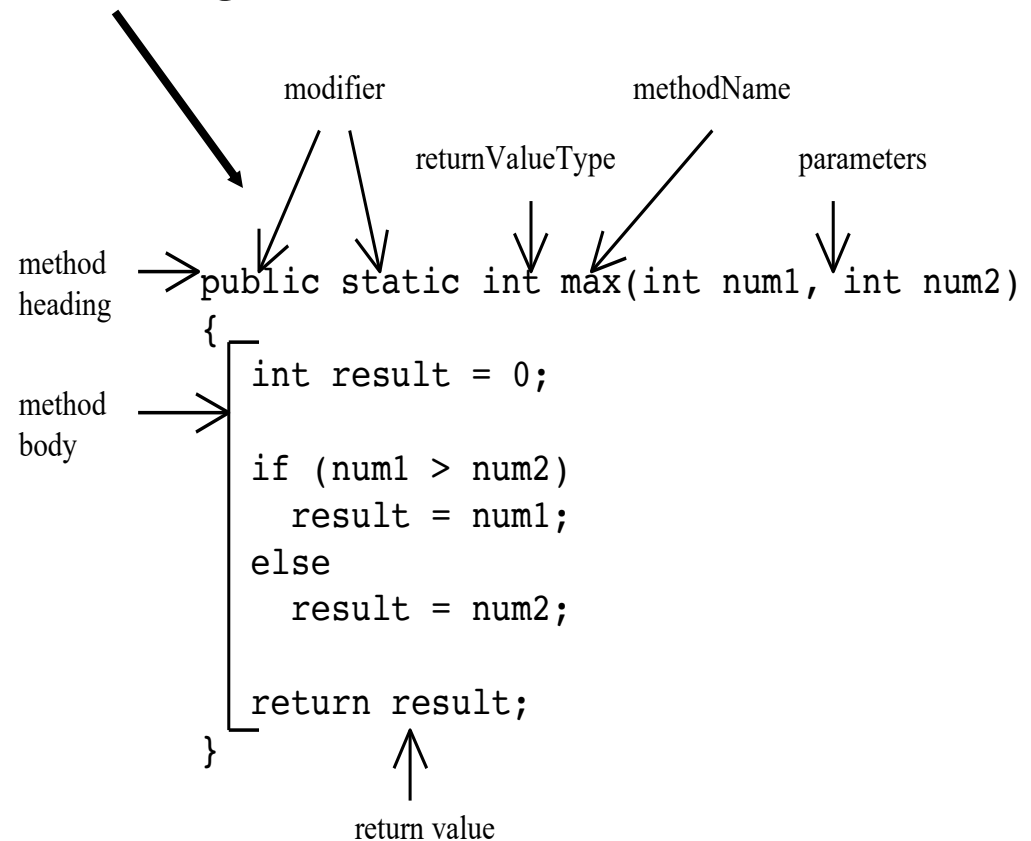 modifier
methodName
returnValueType
parameters
method
heading
public static int max(int num1, int num2)
{
int result = 0;
method
body
if (num1 > num2)
result = num1;
else
result = num2;
return result;
}
return value